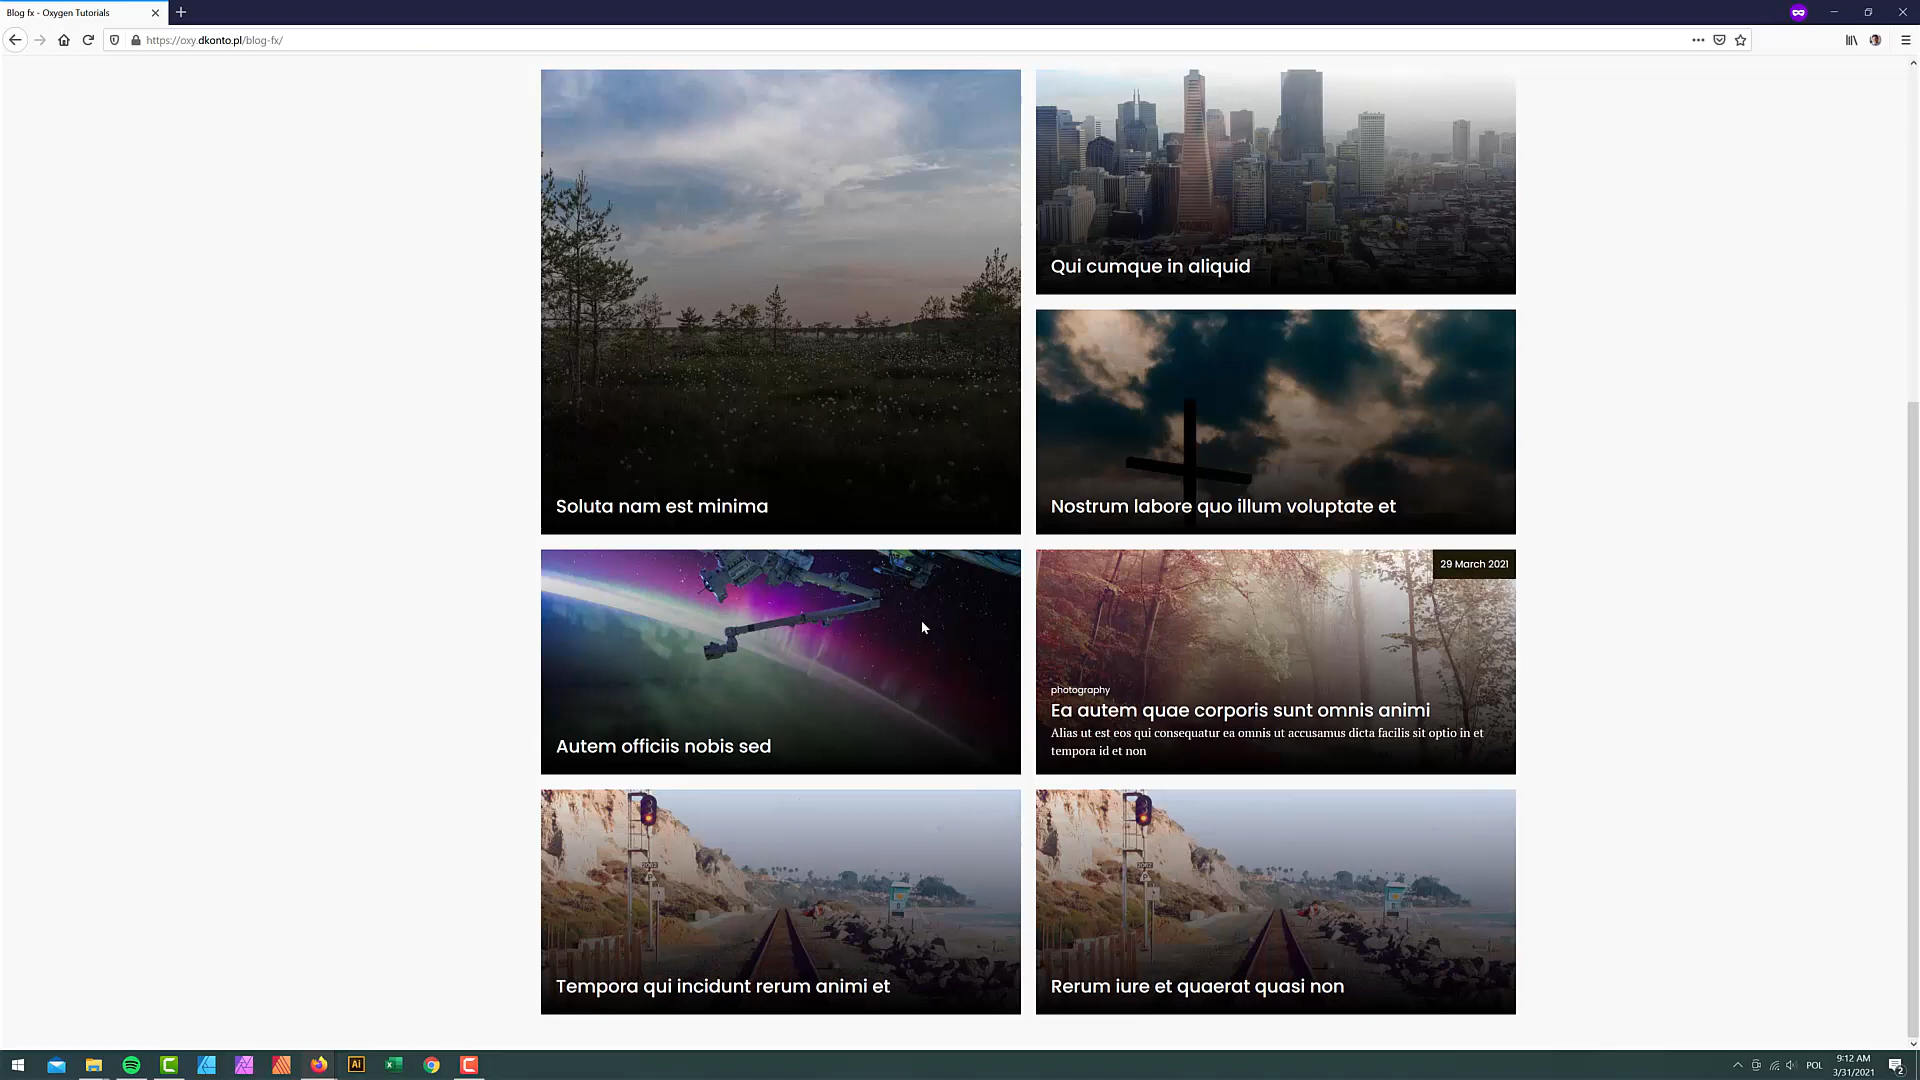 Blog fx - Oxygen Tutorials
https://oxy.dkonto.pl/blog-fx/
Qui cumque in aliquid
Soluta nam est minima
Nostrum labore quo illum voluptate et
29 March 2021
photography
Ea autem quae corporis sunt omnis animi
Alias ut est eos qui consequatur ea omnis ut accusamus dicta facilis sit optio in et
tempora id et non
Autem officiis nobis sed
Tempora qui incidunt rerum animi et
Rerum iure et quaerat quasi non
Ai
POL
9:12 AM
3/31/2021
2